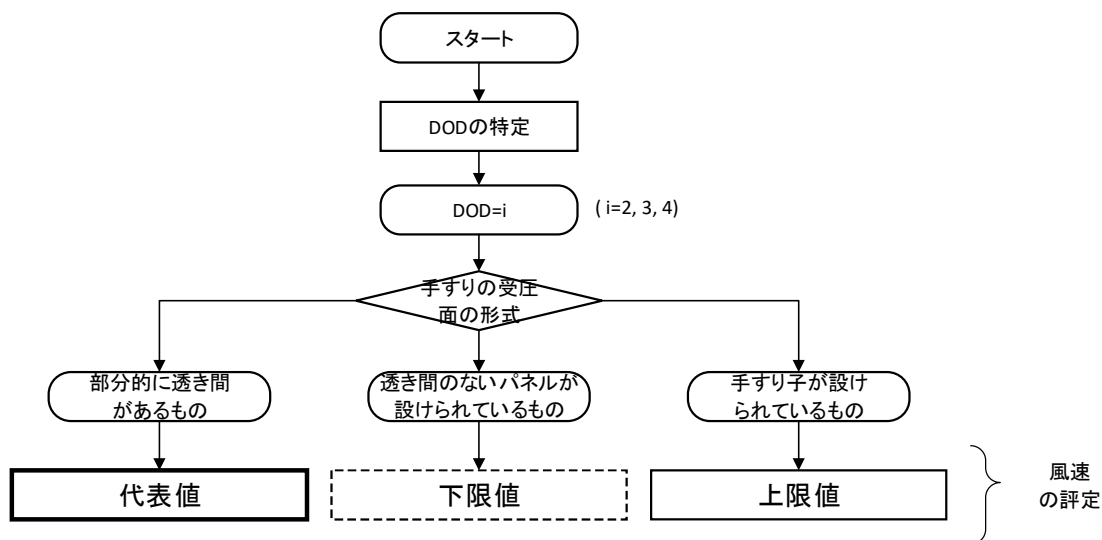 スタート
DODの特定
DOD=i
( i=2, 3, 4)
手すりの受圧
面の形式
部分的に透き間
があるもの
透き間のないパネルが
設けられているもの
手すり子が設け
られているもの
代表値
下限値
上限値
風速
の評定